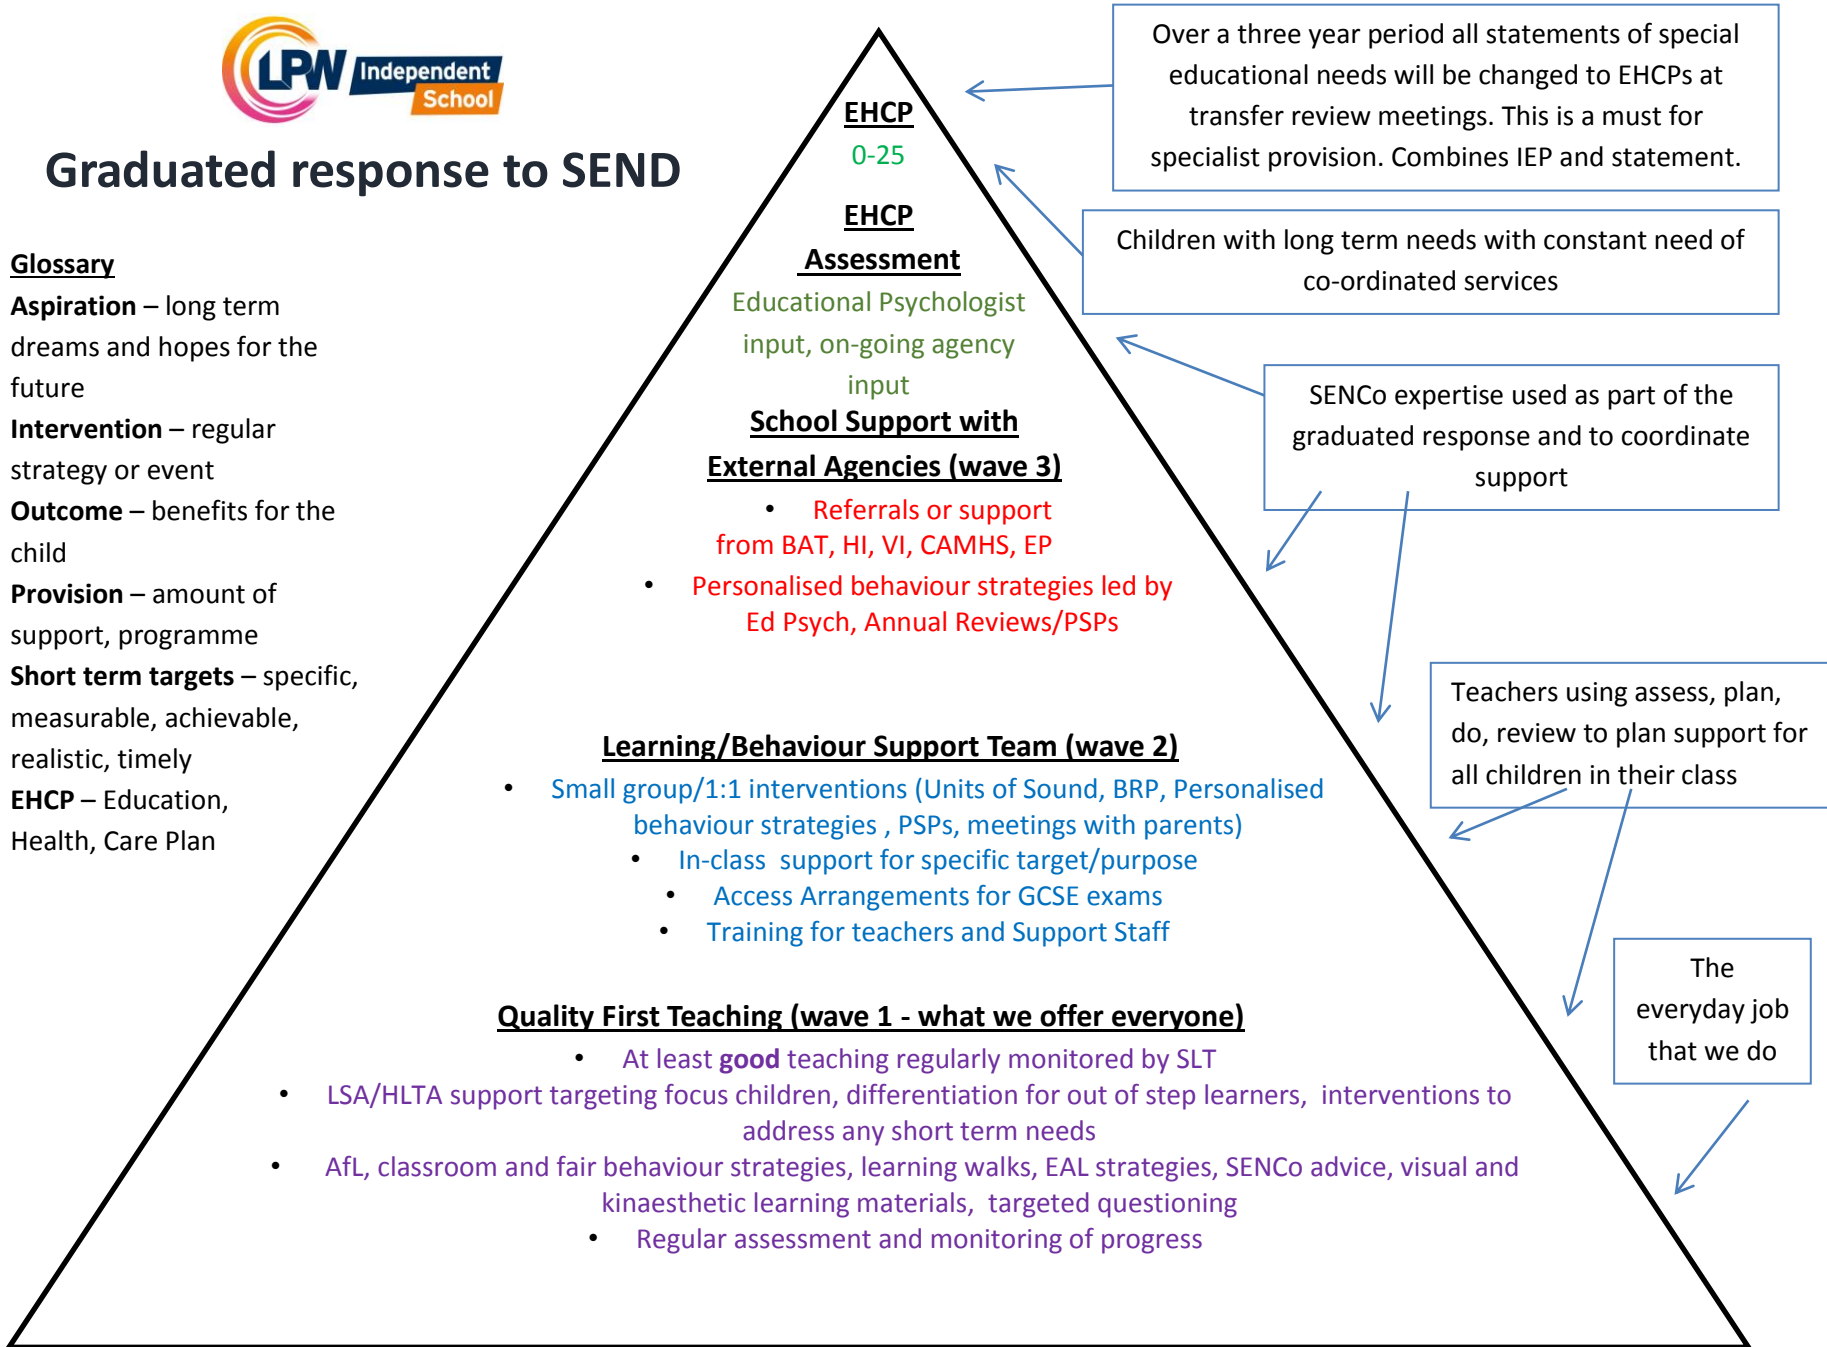 LPW Independent
School
Graduated response to SEND
Glossary
Aspiration – long term
dreams and hopes for the
future
Intervention – regular
strategy or event
Outcome – benefits for the
child
Provision – amount of
support, programme
Short term targets – specific,
measurable, achievable,
realistic, timely
EHCP – Education,
Health, Care Plan
EHCP
0-25
EHCP
Assessment
Educational Psychologist
input, on-going agency
input
School Support with
External Agencies (wave 3)
• Referrals or support
from BAT, HI, VI, CAMHS, EP
• Personalised behaviour strategies led by
Ed Psych, Annual Reviews/PSPs
Learning/Behaviour Support Team (wave 2)
• Small group/1:1 interventions (Units of Sound, BRP, Personalised
behaviour strategies , PSPs, meetings with parents)
• In-class support for specific target/purpose
• Access Arrangements for GCSE exams
• Training for teachers and Support Staff
Quality First Teaching (wave 1 - what we offer everyone)
• At least good teaching regularly monitored by SLT
• LSA/HLTA support targeting focus children, differentiation for out of step learners, interventions to
address any short term needs
• AfL, classroom and fair behaviour strategies, learning walks, EAL strategies, SENCo advice, visual and
kinaesthetic learning materials, targeted questioning
• Regular assessment and monitoring of progress
Over a three year period all statements of special
educational needs will be changed to EHCPs at
transfer review meetings. This is a must for
specialist provision. Combines IEP and statement.
Children with long term needs with constant need of
co-ordinated services
SENCo expertise used as part of the
graduated response and to coordinate
support
Teachers using assess, plan,
do, review to plan support for
all children in their class
The
everyday job
that we do